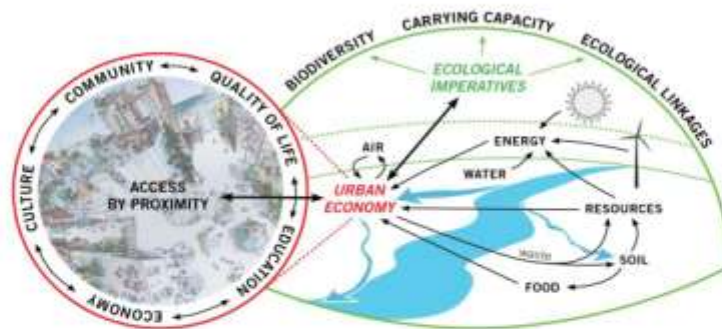 COMMUNITY
QUALITY OF LIFE
CULTURE
ACCESS
BY PROXIMITY
EDUCATION
ECONOMY
BIODIVERSITY
CARRYING CAPACITY
ECOLOGICAL LINKAGES
ECOLOGICAL
IMPERATIVES
AIR
ENERGY
WATER
URBAN
ECONOMY
RESOURCES
waste
SOIL
FOOD